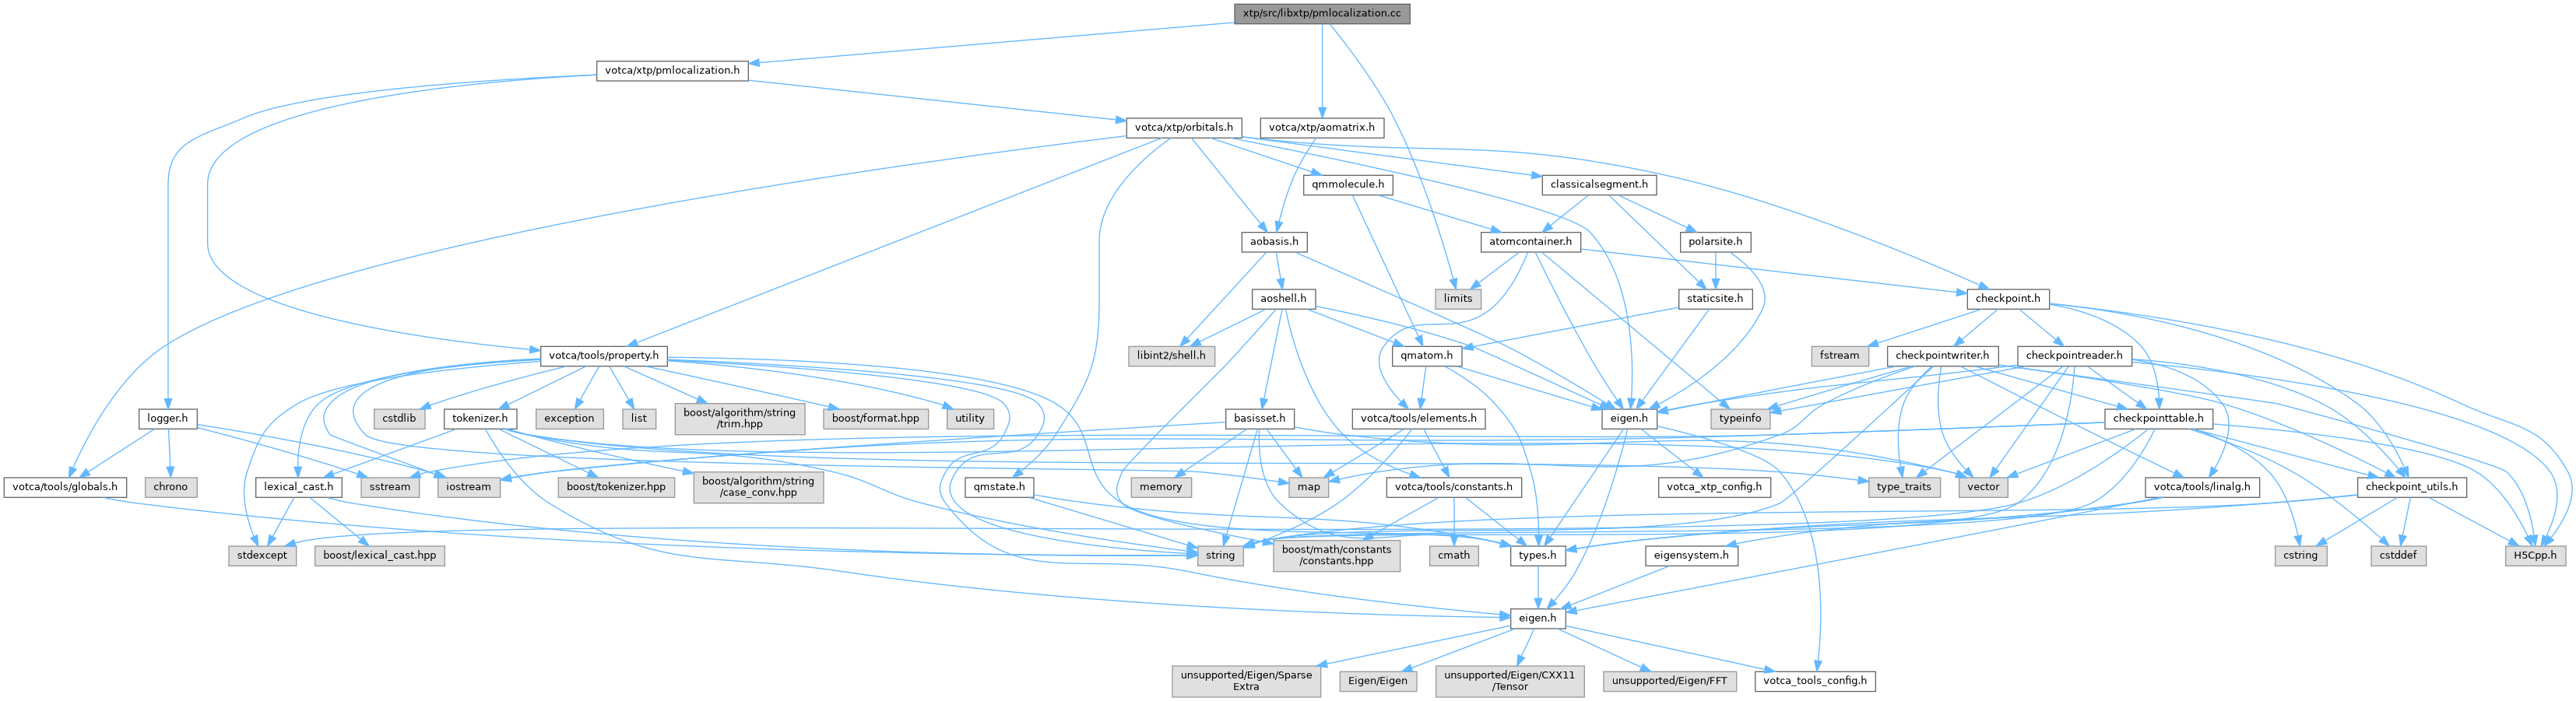 xtp/src/libxtp/pmlocalization.cc
votca/xtp/pmlocalization.h
votca/xtp/orbitals.h
votca/xtp/aomatrix.h
qmmolecule.h
classicalsegment.h
aobasis.h
atomcontainer.h
polarsite.h
aoshell.h
limits
staticsite.h
checkpoint.h
votca/tools/property.h
libint2/shell.h
qmatom.h
fstream
checkpointwriter.h
checkpointreader.h
logger.h
cstdlib
tokenizer.h
exception
list
boost/algorithm/string
/trim.hpp
boost/format.hpp
utility
basisset.h
votca/tools/elements.h
eigen.h
typeinfo
checkpointtable.h
votca/tools/globals.h
chrono
lexical_cast.h
sstream
iostream
boost/tokenizer.hpp
boost/algorithm/string
/case_conv.hpp
qmstate.h
memory
map
votca/tools/constants.h
votca_xtp_config.h
type_traits
vector
votca/tools/linalg.h
checkpoint_utils.h
stdexcept
boost/lexical_cast.hpp
string
boost/math/constants
/constants.hpp
cmath
types.h
eigensystem.h
cstring
cstddef
H5Cpp.h
eigen.h
unsupported/Eigen/Sparse
Extra
Eigen/Eigen
unsupported/Eigen/CXX11
/Tensor
unsupported/Eigen/FFT
votca_tools_config.h